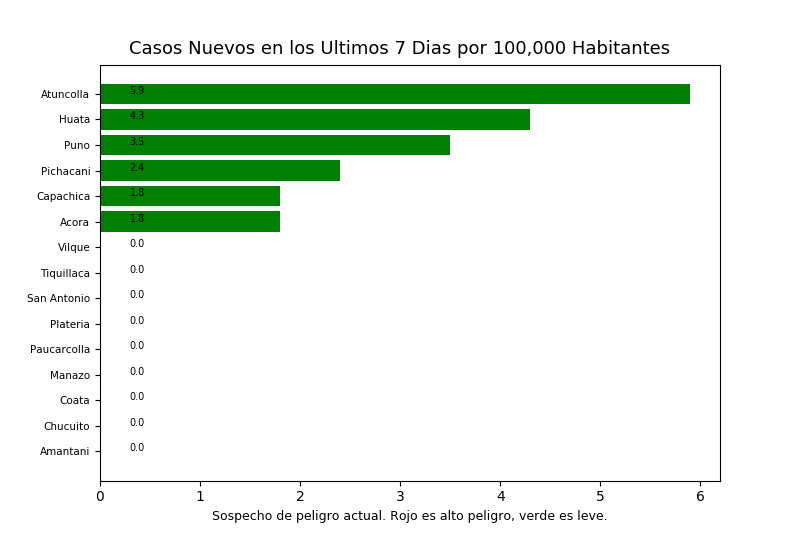 Casos Nuevos en los Ultimos 7 Dias por 100,000 Habitantes
Atuncolla 5.9
Huata 4.3
Puno 3.5
Pichacani 2.4
Capachica 1.8
Acora 1.8
Vilque 0.0
Tiquillaca 0.0
San Antonio 0.0
Plateria 0.0
Paucarcolla 0.0
Manazo 0.0
Coata 0.0
Chucuito 0.0
Amantani 0.0
0 1 2 3 4 5 6
Sospecho de peligro actual. Rojo es alto peligro, verde es leve.